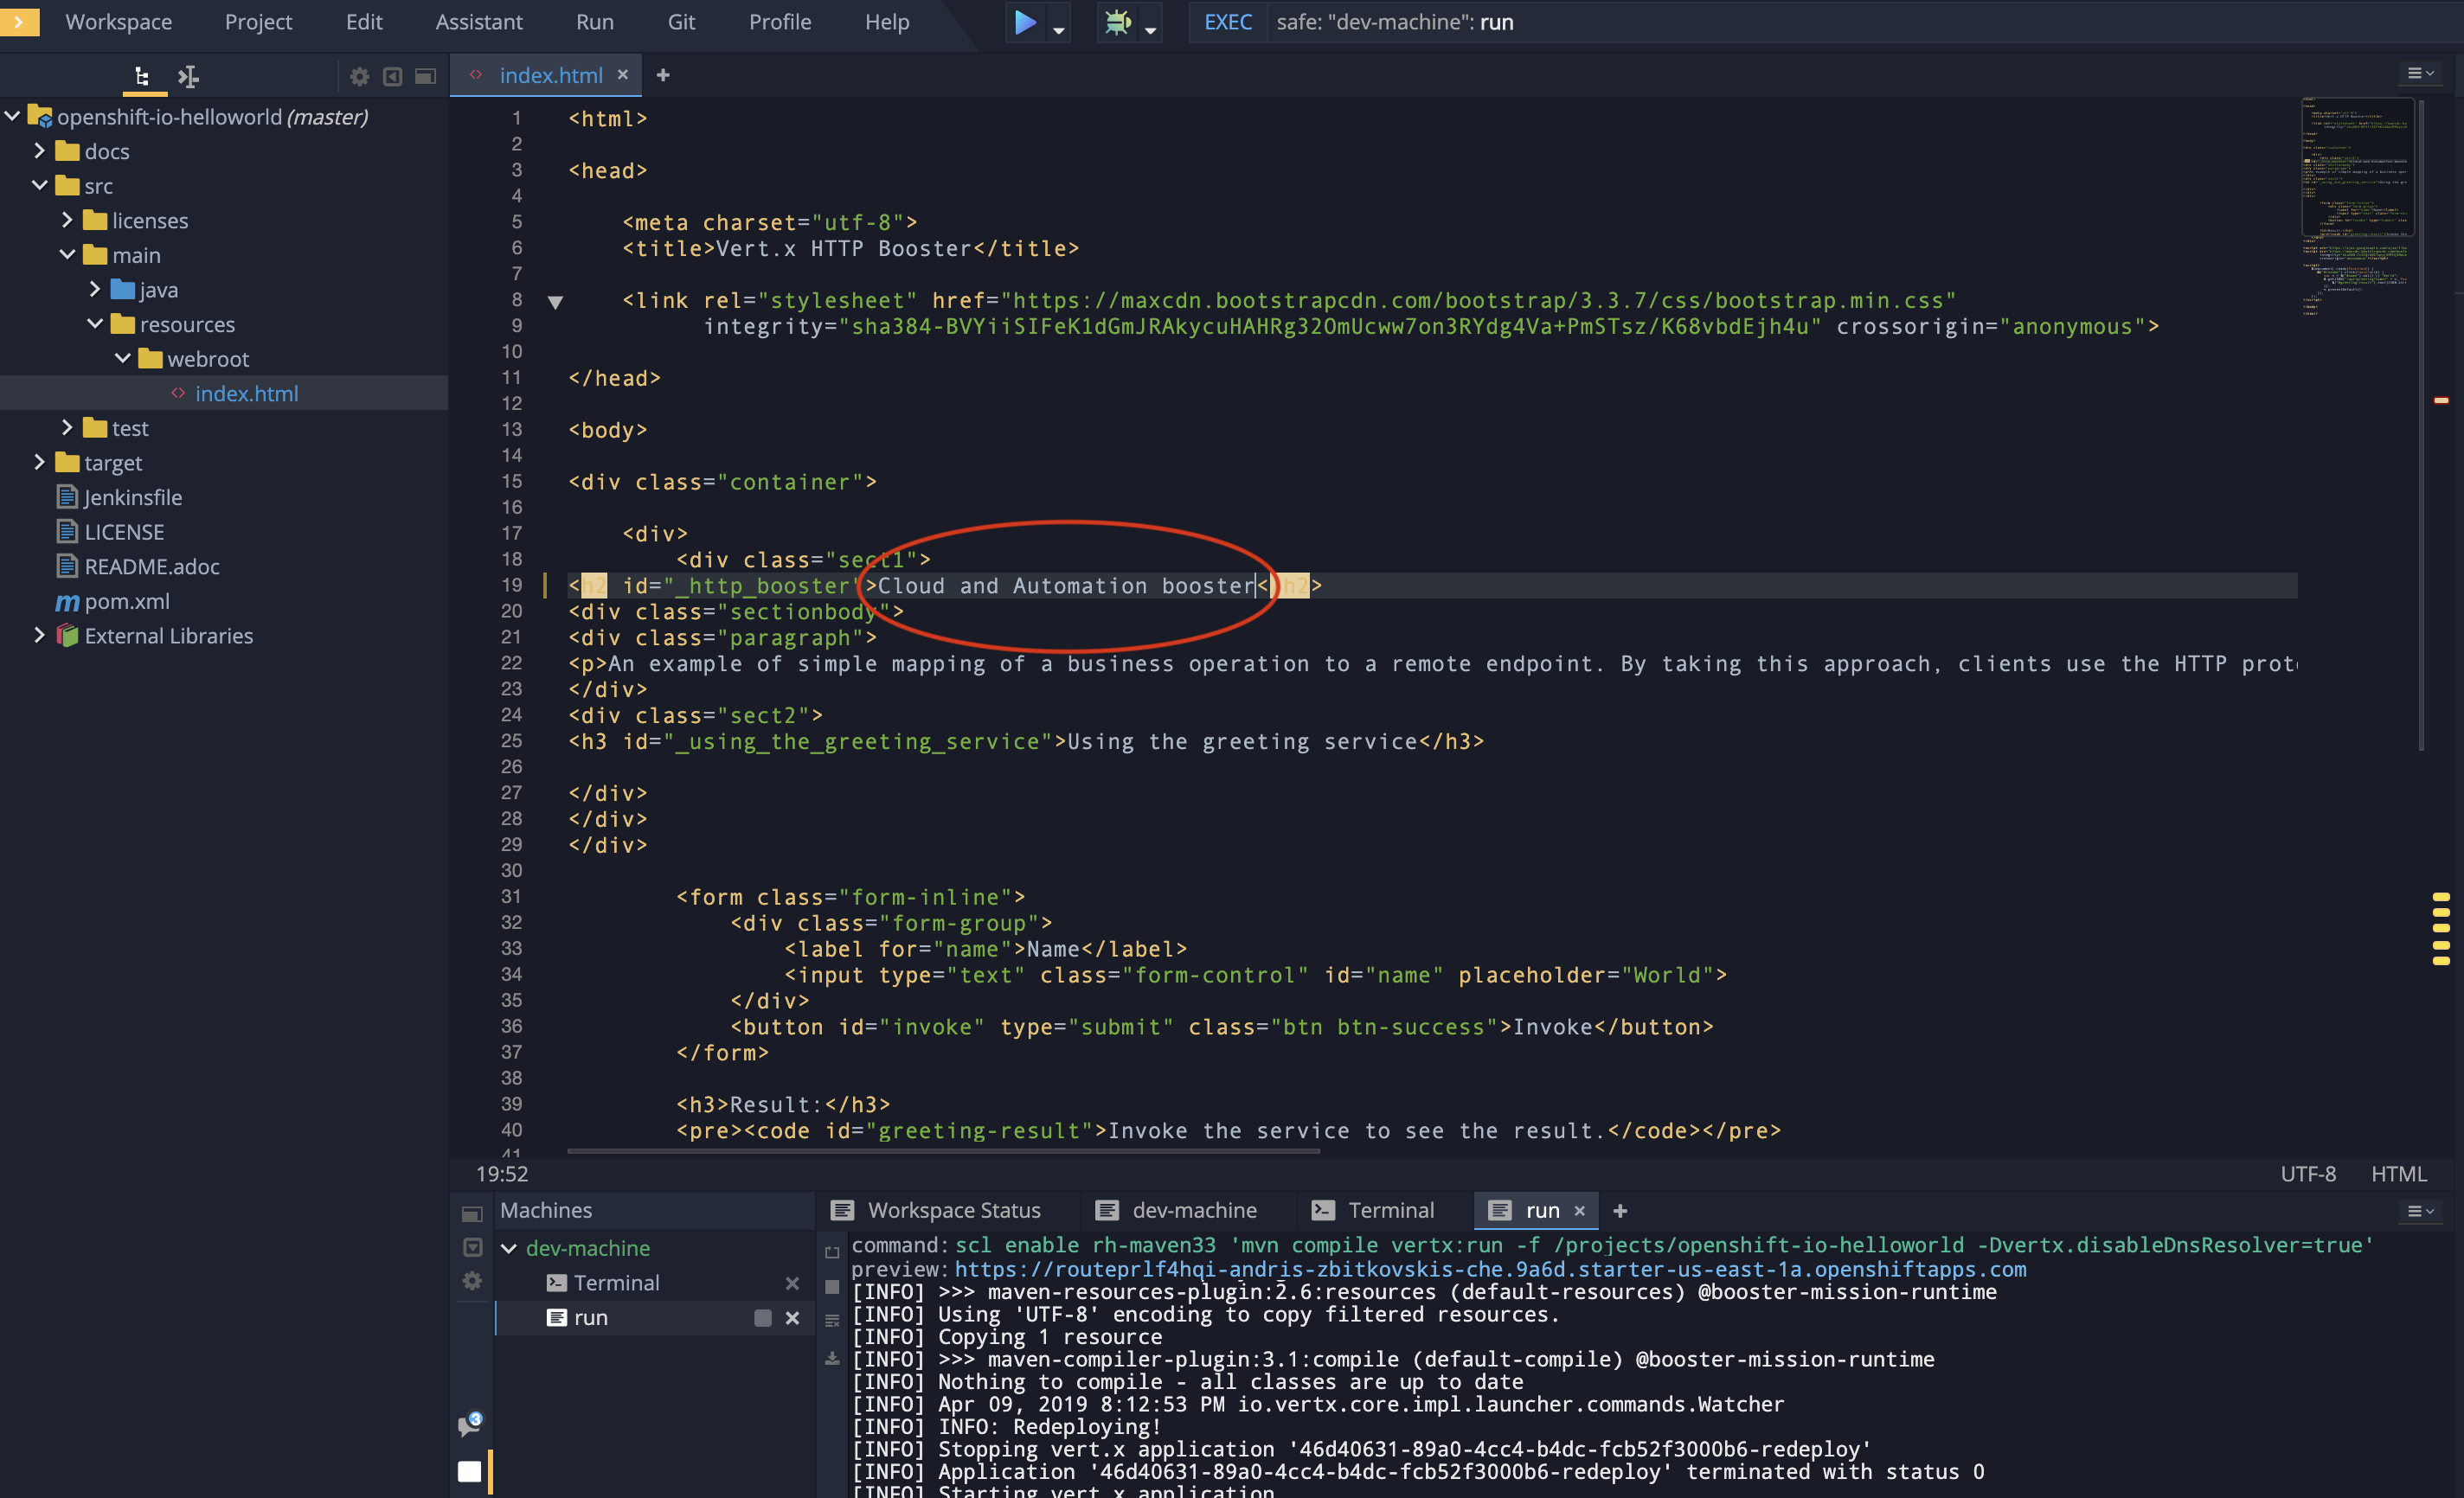 Workspace Project Edit Assistant Run Git Profile Help EXEC safe: "dev-machine": run
index.html
openshift-io-helloworld (master)
docs
src
licenses
main
java
resources
webroot
index.html
test
target
Jenkinsfile
LICENSE
README.adoc
m pom.xml
External Libraries
1 <html>
2
3 <head>
4
5 <meta charset="utf-8">
6 <title>Vert.x HTTP Booster</title>
7
8 <link rel="stylesheet" href="https://maxcdn.bootstrapcdn.com/bootstrap/3.3.7/css/bootstrap.min.css"
9 integrity="sha384-BVYiiSIFeK1dGmJRAkycuHAHRg32OmUcww7on3RYdg4Va+PmSTsz/K68vbdEjh4u" crossorigin="anonymous">
10
11 </head>
12
13 <body>
14
15 <div class="container">
16
17 <div>
18 <div class="sect1">
19 <h2 id="_http_booster">Cloud and Automation booster</h2>
20 <div class="sectionbody">
21 <div class="paragraph">
22 <p>An example of simple mapping of a business operation to a remote endpoint. By taking this approach, clients use the HTTP prot
23 </div>
24 <div class="sect2">
25 <h3 id="_using_the_greeting_service">Using the greeting service</h3>
26
27 </div>
28 </div>
29 </div>
30
31 <form class="form-inline">
32 <div class="form-group">
33 <label for="name">Name</label>
34 <input type="text" class="form-control" id="name" placeholder="World">
35 </div>
36 <button id="invoke" type="submit" class="btn btn-success">Invoke</button>
37 </form>
38
39 <h3>Result:</h3>
40 <pre><code id="greeting-result">Invoke the service to see the result.</code></pre>
41
19:52 UTF-8 HTML
Machines
dev-machine
Terminal
run
3
Workspace Status dev-machine Terminal run
command: scl enable rh-maven33 'mvn compile vertx:run -f /projects/openshift-io-helloworld -Dvertx.disableDnsResolver=true'
preview: https://routeprlf4hqi-andris-zbitkovskis-che.9a6d.starter-us-east-1a.openshiftapps.com
[INFO] >>> maven-resources-plugin:2.6:resources (default-resources) @booster-mission-runtime
[INFO] Using 'UTF-8' encoding to copy filtered resources.
[INFO] Copying 1 resource
[INFO] >>> maven-compiler-plugin:3.1:compile (default-compile) @booster-mission-runtime
[INFO] Nothing to compile - all classes are up to date
[INFO] Apr 09, 2019 8:12:53 PM io.vertx.core.impl.launcher.commands.Watcher
[INFO] INFO: Redeploying!
[INFO] Stopping vert.x application '46d40631-89a0-4cc4-b4dc-fcb52f3000b6-redeploy'
[INFO] Application '46d40631-89a0-4cc4-b4dc-fcb52f3000b6-redeploy' terminated with status 0
[INFO] Starting vert.x application